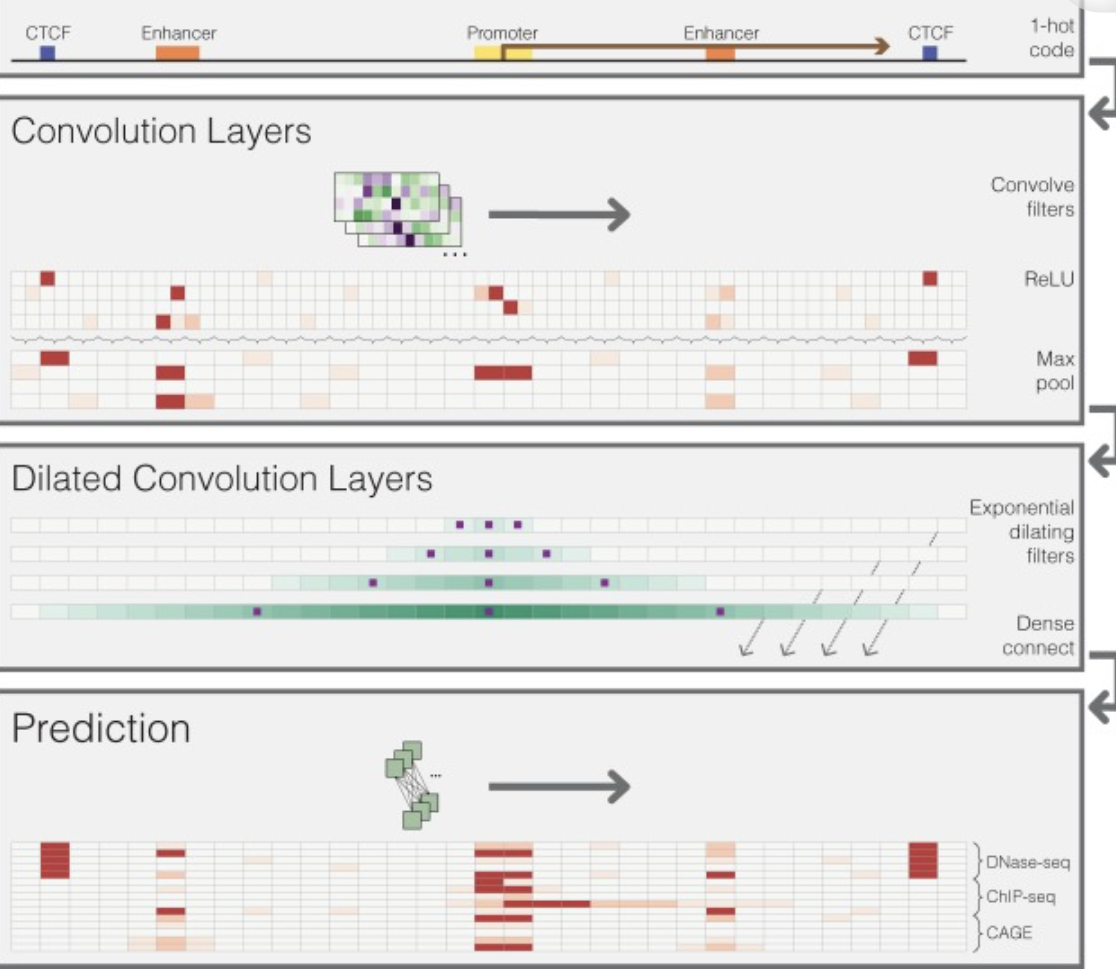 CTCF Enhancer Promoter Enhancer CTCF
1-hot
code
Convolution Layers
Convolve
filters
...
ReLU
Max
pool
Dilated Convolution Layers
Exponential
dilating
filters
Dense
connect
Prediction
...
DNase-seq
ChIP-seq
CAGE